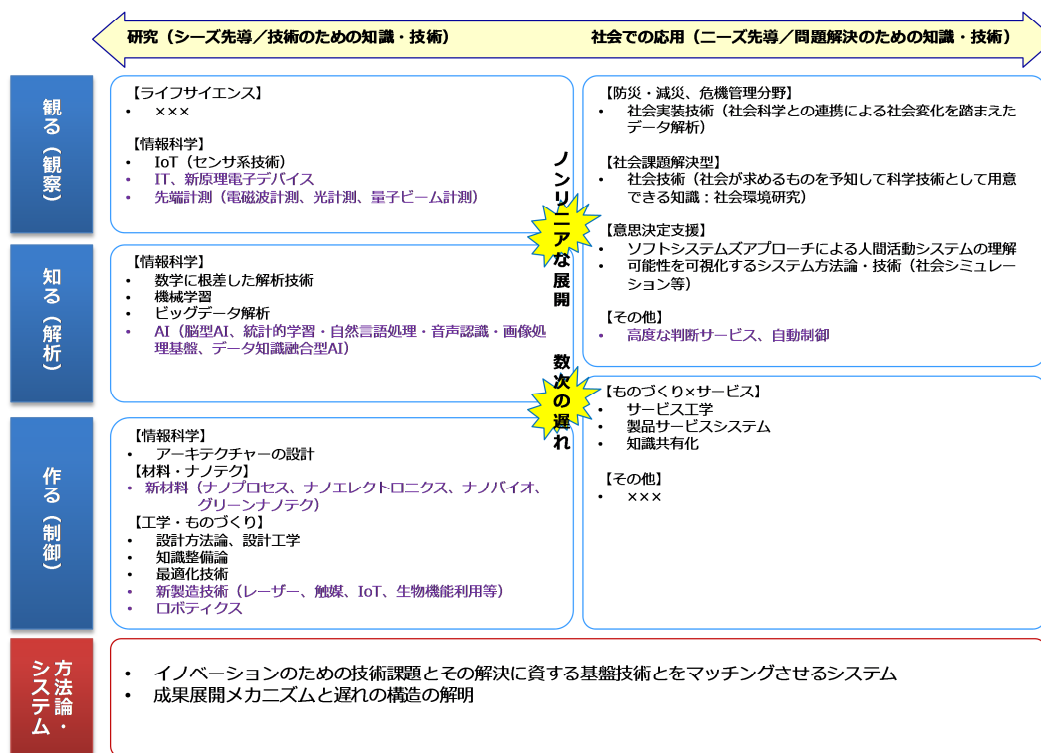 研究（シーズ先導／技術のための知識・技術）
社会での応用（ニーズ先導／問題解決のための知識・技術）
観る（観察）
【ライフサイエンス】
• ×××
【情報科学】
• IoT（センサ系技術）
• IT、新原理電子デバイス
• 先端計測（電磁波計測、光計測、量子ビーム計測）
知る（解析）
【情報科学】
• 数学に根差した解析技術
• 機械学習
• ビッグデータ解析
• AI（脳型AI、統計的学習・自然言語処理・音声認識・画像処
理基盤、データ知識融合型AI）
作る（制御）
【情報科学】
• アーキテクチャーの設計
【材料・ナノテク】
• 新材料（ナノプロセス、ナノエレクトロニクス、ナノバイオ、
グリーンナノテク）
【工学・ものづくり】
• 設計方法論、設計工学
• 知識整備論
• 最適化技術
• 新製造技術（レーザー、触媒、IoT、生物機能利用等）
• ロボティクス
ノンリニアな展開
数次の遅れ
【防災・減災、危機管理分野】
• 社会実装技術（社会科学との連携による社会変化を踏まえた
データ解析）
【社会課題解決型】
• 社会技術（社会が求めるものを予知して科学技術として用意
できる知識：社会環境研究）
【意思決定支援】
• ソフトシステムズアプローチによる人間活動システムの理解
• 可能性を可視化するシステム方法論・技術（社会シミュレー
ション等）
【その他】
• 高度な判断サービス、自動制御
【ものづくり×サービス】
• サービス工学
• 製品サービスシステム
• 知識共有化
【その他】
• ×××
方法論・
システム
• イノベーションのための技術課題とその解決に資する基盤技術とをマッチングさせるシステム
• 成果展開メカニズムと遅れの構造の解明